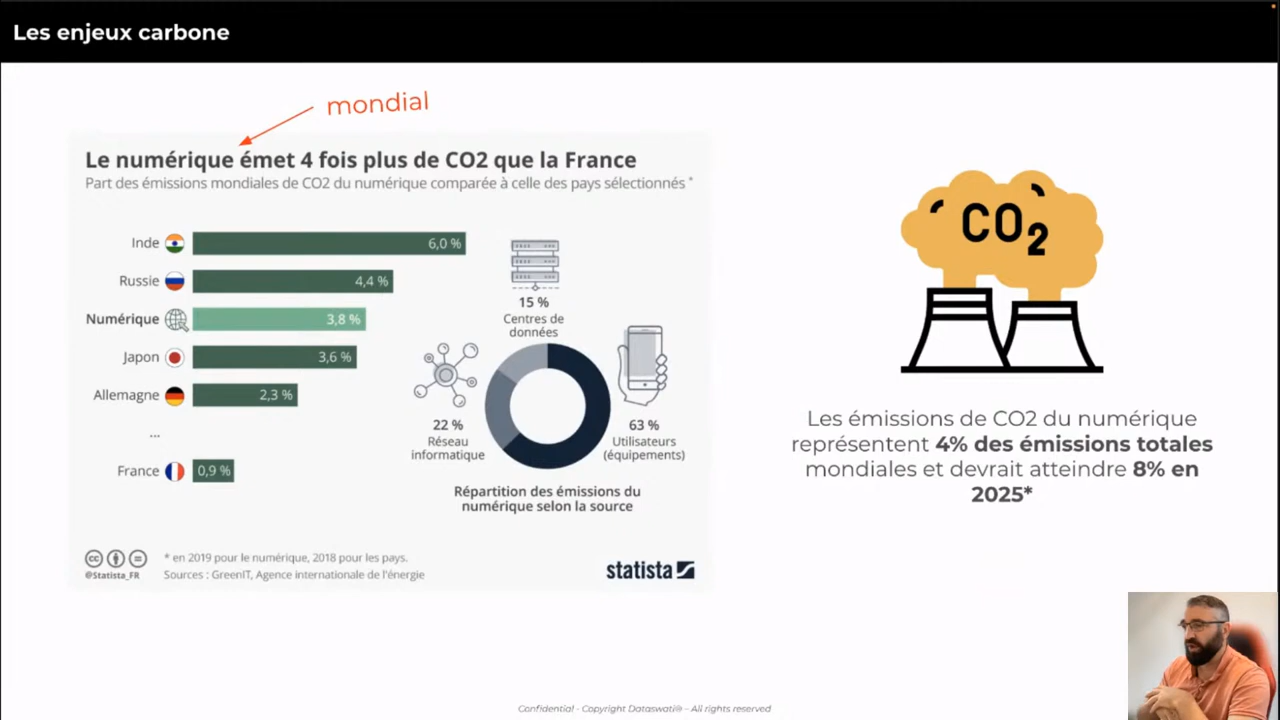 Les enjeux carbone
mondial
Le numérique émet 4 fois plus de CO2 que la France
Part des émissions mondiales de CO2 du numérique comparée à celle des pays sélectionnés *
Inde 6,0 %
Russie 4,4 %
Numérique 3,8 %
Japon 3,6 %
Allemagne 2,3 %
...
France 0,9 %
15 %
Centres de
données
22 %
Réseau
informatique
63 %
Utilisateurs
(équipements)
Répartition des émissions du
numérique selon la source
cc
@Statista_FR
* en 2019 pour le numérique, 2018 pour les pays.
Sources : GreenIT, Agence internationale de l'énergie
statista
CO2
Les émissions de CO2 du numérique
représentent 4% des émissions totales
mondiales et devrait atteindre 8% en
2025*
Confidential - Copyright Dataswati® - All rights reserved